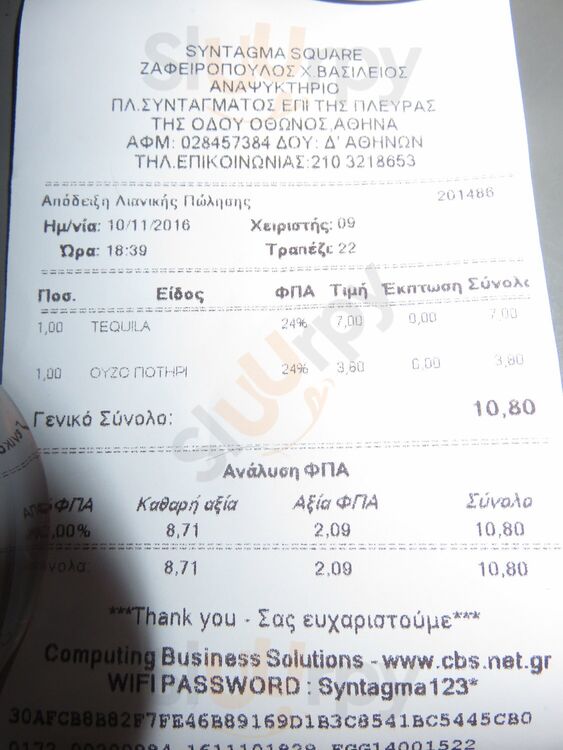 SYNTAGMA SQUARE
ΖΑΦΕΙΡΟΠΟΥΛΟΣ Χ.ΒΑΣΙΛΕΙΟΣ
ΑΝΑΨΥΚΤΗΡΙΟ
ΠΛ.ΣΥΝΤΑΓΜΑΤΟΣ ΕΠΙ ΤΗΣ ΠΛΕΥΡΑΣ
ΤΗΣ ΟΔΟΥ ΟΘΩΝΟΣ,ΑΘΗΝΑ
ΑΦΜ: 028457384 ΔΟΥ: Δ' ΑΘΗΝΩΝ
ΤΗΛ.ΕΠΙΚΟΙΝΩΝΙΑΣ:210 3218653
Απόδειξη Λιανικής Πώλησης 201486
Ημ/νία: 10/11/2016 Χειριστής: 09
Ώρα: 18:39 Τραπέζι: 22
Ποσ. Είδος ΦΠΑ Τιμή Έκπτωση Σύνολο
1,00 TEQUILA 24% 7,00 0,00 7,00
1,00 ΟΥΖΟ ΠΟΤΗΡΙ 24% 3,80 0,00 3,80
Γενικό Σύνολο: 10,80
Ανάλυση ΦΠΑ
ΦΠΑ Καθαρή αξία Αξία ΦΠΑ Σύνολο
,00% 8,71 2,09 10,80
8,71 2,09 10,80
***Thank you - Σας ευχαριστούμε***
Computing Business Solutions - www.cbs.net.gr
WIFI PASSWORD : Syntagma123*
30AFCB8B82F7FE46B89169D1B3C8541BC5445CB0
sluurpy